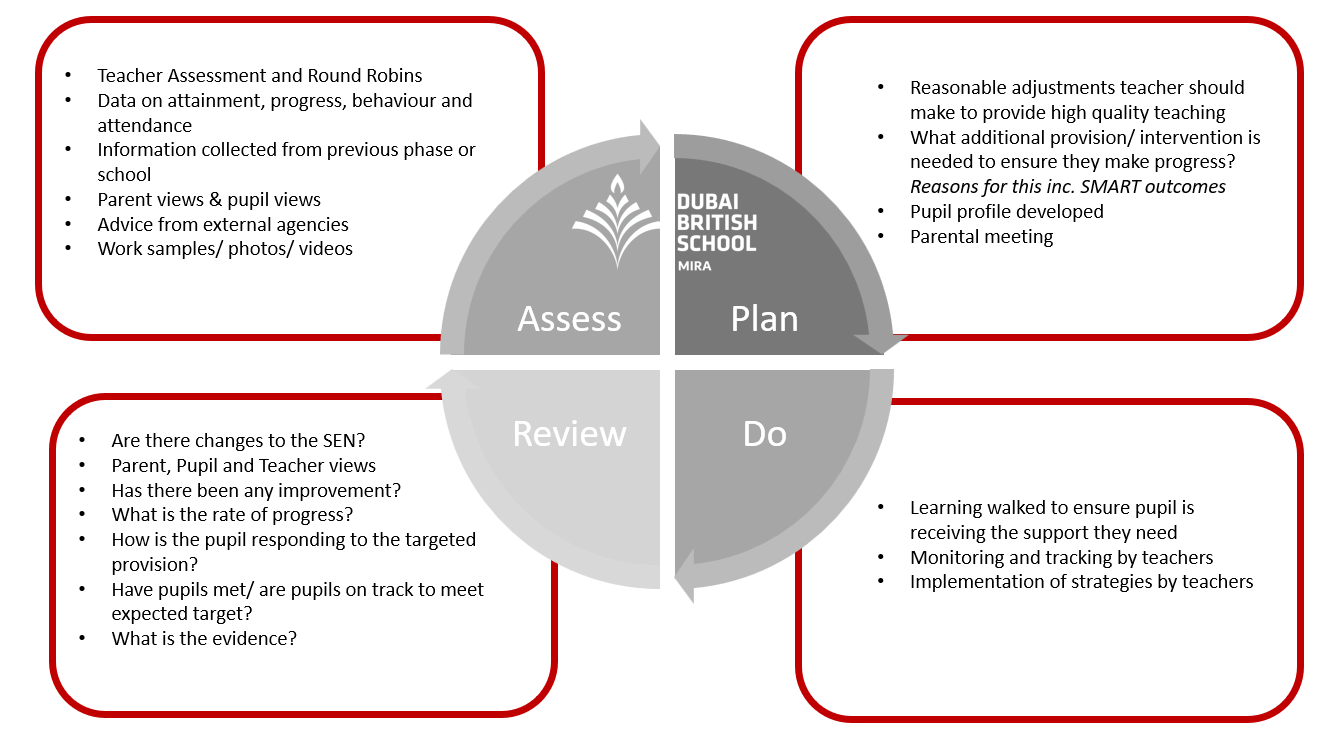 • Teacher Assessment and Round Robins
• Data on attainment, progress, behaviour and
attendance
• Information collected from previous phase or
school
• Parent views & pupil views
• Advice from external agencies
• Work samples/ photos/ videos
• Reasonable adjustments teacher should
make to provide high quality teaching
• What additional provision/ intervention is
needed to ensure they make progress?
Reasons for this inc. SMART outcomes
• Pupil profile developed
• Parental meeting
DUBAI
BRITISH
SCHOOL
MIRA
Assess
Plan
Review
Do
• Are there changes to the SEN?
• Parent, Pupil and Teacher views
• Has there been any improvement?
• What is the rate of progress?
• How is the pupil responding to the targeted
provision?
• Have pupils met/ are pupils on track to meet
expected target?
• What is the evidence?
• Learning walked to ensure pupil is
receiving the support they need
• Monitoring and tracking by teachers
• Implementation of strategies by teachers